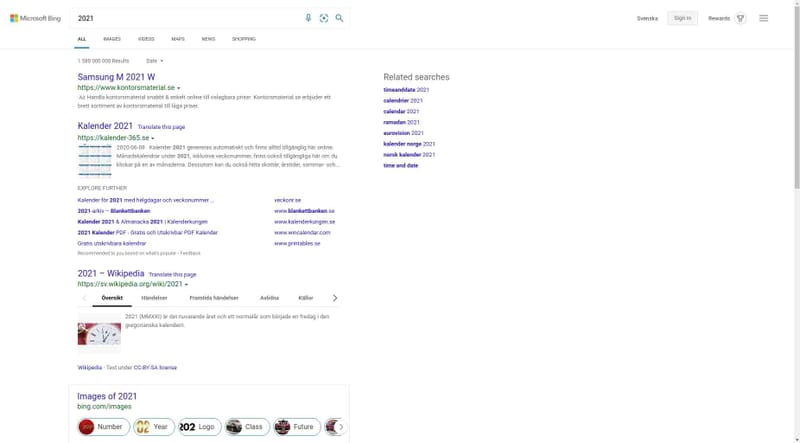 Microsoft Bing
2021
Svenska
Sign in
Rewards
ALL
IMAGES
VIDEOS
MAPS
NEWS
SHOPPING
1 580 000 000 Results
Date
Samsung M 2021 W
https://www.kontorsmaterial.se
Ad Handla kontorsmaterial snabbt & enkelt online till oslagbara priser. Kontorsmaterial.se erbjuder ett
brett sortiment av kontorsmaterial till låga priser.
Kalender 2021 Translate this page
https://kalender-365.se
2020-06-08 · Kalendern 2021 genereras automatiskt och finns alltid tillgänglig här online.
Månadskalendrar under 2021, inklusive veckonummer, finns också tillgängliga här om du
klickar på en av månaderna. Dessutom kan du också hitta skottår, årstider, sommar- och...
EXPLORE FURTHER
Kalender för 2021 med helgdagar och veckonummer ... veckonr.se
2021-arkiv – Blankettbanken www.blankettbanken.se
Kalender 2021 & Almanacka 2021 | Kalenderkungen www.kalenderkungen.se
2021 Kalender PDF - Gratis och Utskrivbar PDF Kalender www.wincalendar.com
Gratis utskrivbara kalendrar www.printables.se
Recommended to you based on what's popular • Feedback
2021 – Wikipedia Translate this page
https://sv.wikipedia.org/wiki/2021
Översikt
Händelser
Framtida händelser
Avlidna
Källor
2021 (MMXXI) är det nuvarande året och ett normalår som började en fredag i den
gregorianska kalendern.
Wikipedia · Text under CC-BY-SA license
Images of 2021
bing.com/images
Number
Year
202 Logo
Class
Future
Related searches
timeanddate 2021
calendrier 2021
calendar 2021
ramadan 2021
eurovision 2021
kalender norge 2021
norsk kalender 2021
time and date